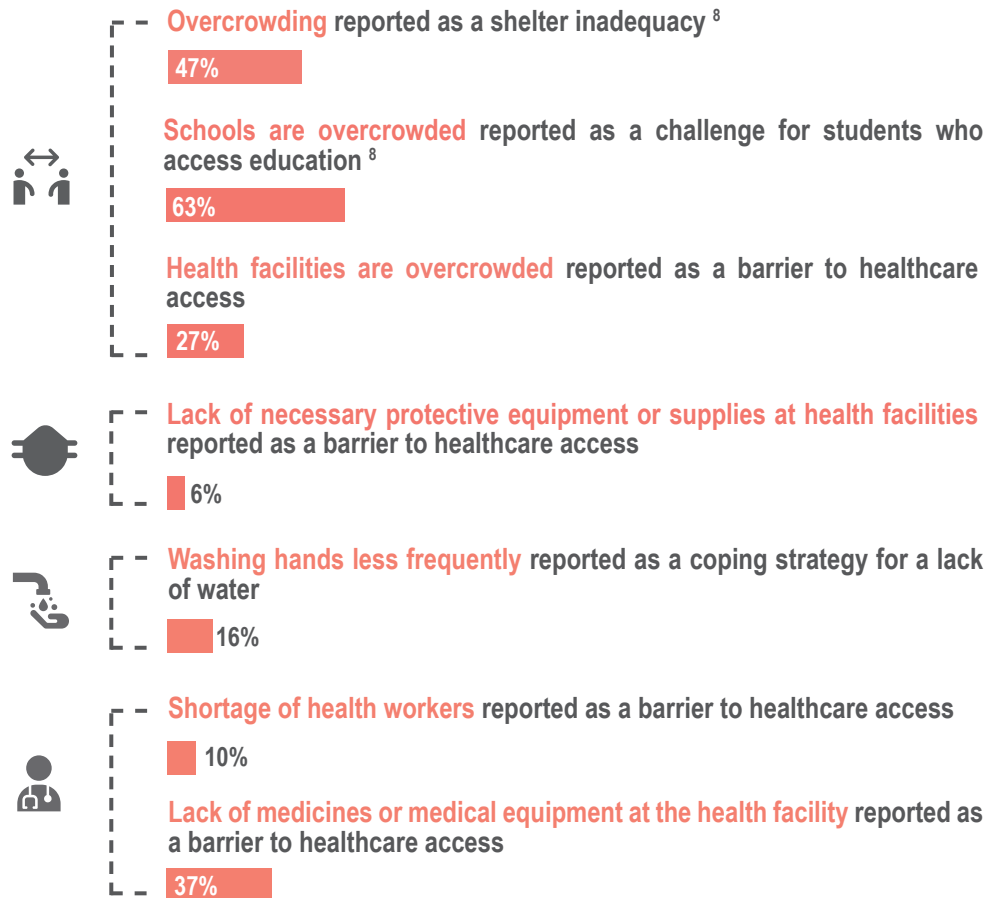 Overcrowding reported as a shelter inadequacy 8
47%
Schools are overcrowded reported as a challenge for students who
access education 8
63%
Health facilities are overcrowded reported as a barrier to healthcare
access
27%
Lack of necessary protective equipment or supplies at health facilities
reported as a barrier to healthcare access
6%
Washing hands less frequently reported as a coping strategy for a lack
of water
16%
Shortage of health workers reported as a barrier to healthcare access
10%
Lack of medicines or medical equipment at the health facility reported as
a barrier to healthcare access
37%